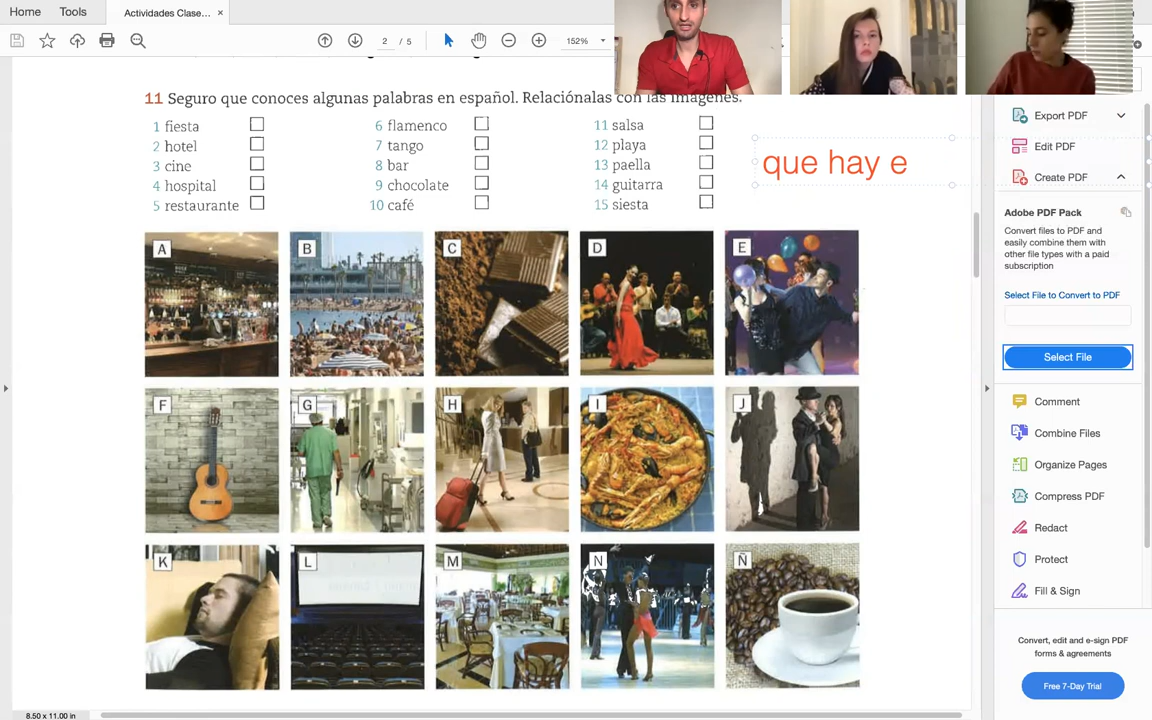 Home Tools Actividades Clase... ×
2 / 5 152%
11 Seguro que conoces algunas palabras en español. Relaciónalas con las imágenes.
1 fiesta
2 hotel
3 cine
4 hospital
5 restaurante
6 flamenco
7 tango
8 bar
9 chocolate
10 café
11 salsa
12 playa
13 paella
14 guitarra
15 siesta
que hay e
A B C D E
F G H I J
K L M N Ñ
8.50 x 11.00 in
Export PDF
Edit PDF
Create PDF
Adobe PDF Pack
Convert files to PDF and
easily combine them with
other file types with a paid
subscription
Select File to Convert to PDF
Select File
Comment
Combine Files
Organize Pages
Compress PDF
Redact
Protect
Fill & Sign
Convert, edit and e-sign PDF
forms & agreements
Free 7-Day Trial